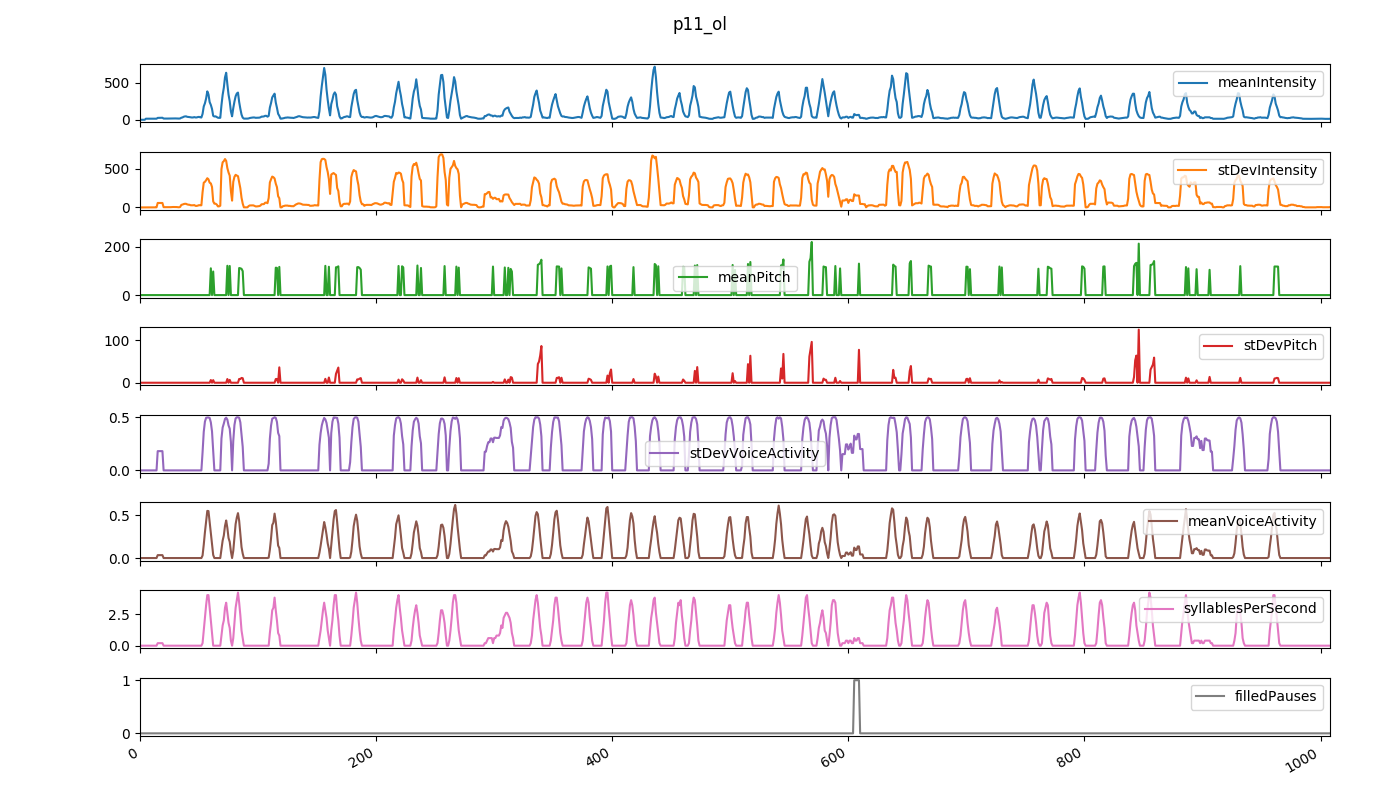 p11_ol
500
0
meanIntensity
500
0
stDevIntensity
200
0
meanPitch
100
0
stDevPitch
0.5
0.0
stDevVoiceActivity
0.5
0.0
meanVoiceActivity
2.5
0.0
syllablesPerSecond
1
0
filledPauses
0 200 400 600 800 1000